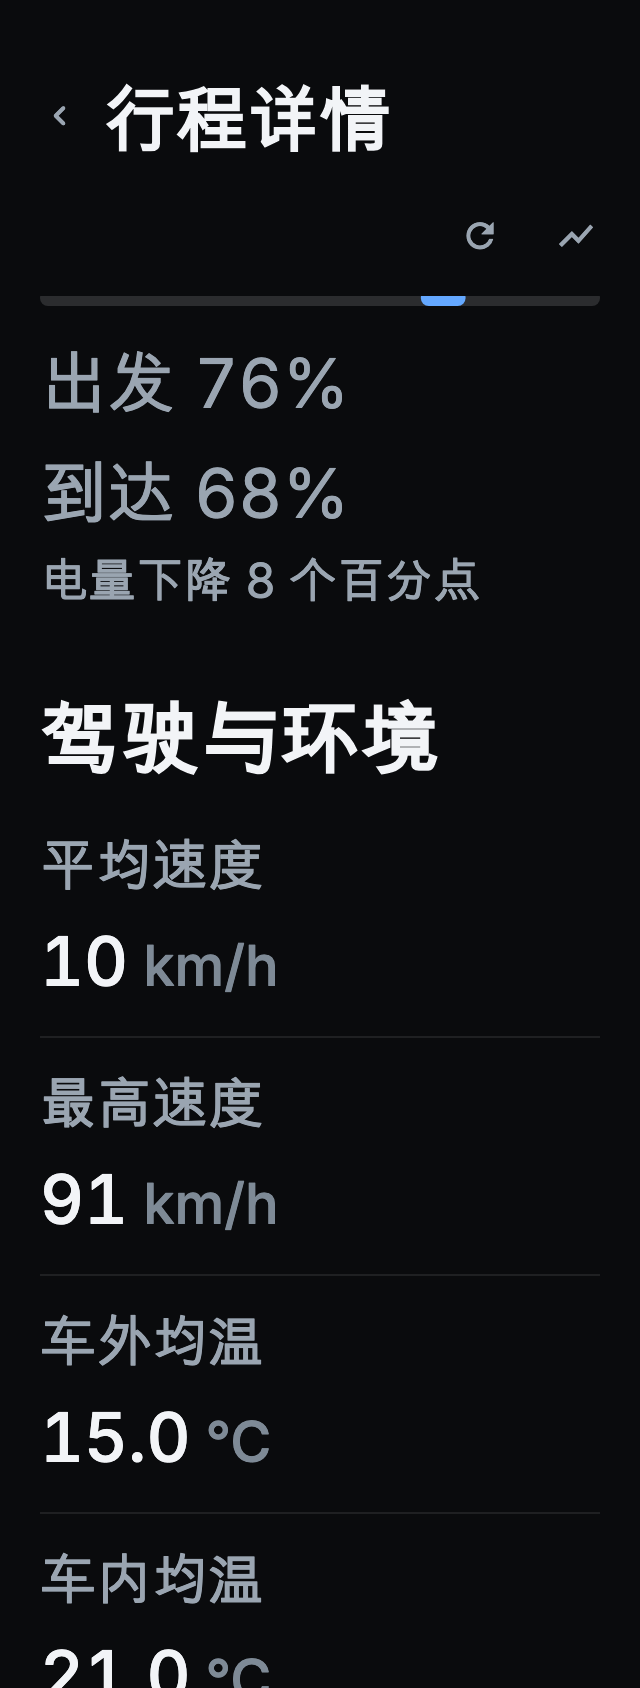 行程详情
出发 76%
到达 68%
电量下降 8 个百分点
驾驶与环境
平均速度
10 km/h
最高速度
91 km/h
车外均温
15.0 °C
车内均温
21.0 °C